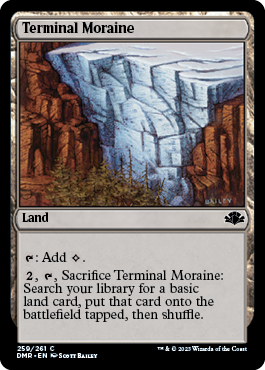 Terminal Moraine
BAILEY
Land
: Add .
2, , Sacrifice Terminal Moraine:
Search your library for a basic
land card, put that card onto the
battlefield tapped, then shuffle.
259/261 C
DMR • EN SCOTT BAILEY
™ & © 2023 Wizards of the Coast